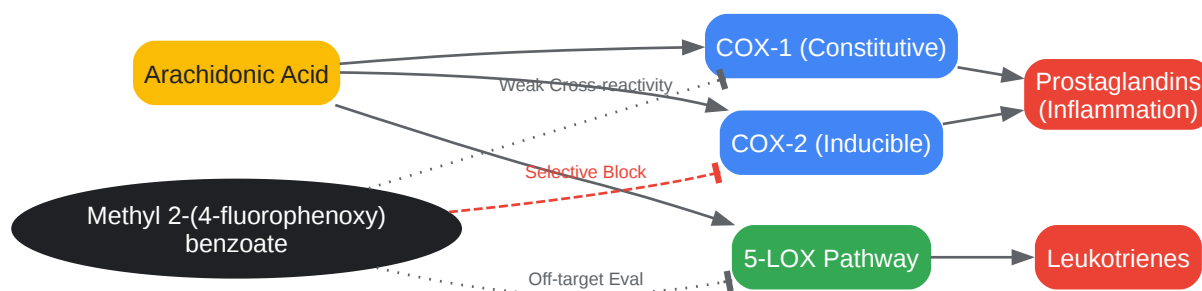 COX-1 (Constitutive)
Arachidonic Acid
Weak Cross-reactivity
Prostaglandins
(Inflammation)
COX-2 (Inducible)
Selective Block
Methyl 2-(4-fluorophenoxy)
benzoate
5-LOX Pathway
Leukotrienes
Off-target Eval